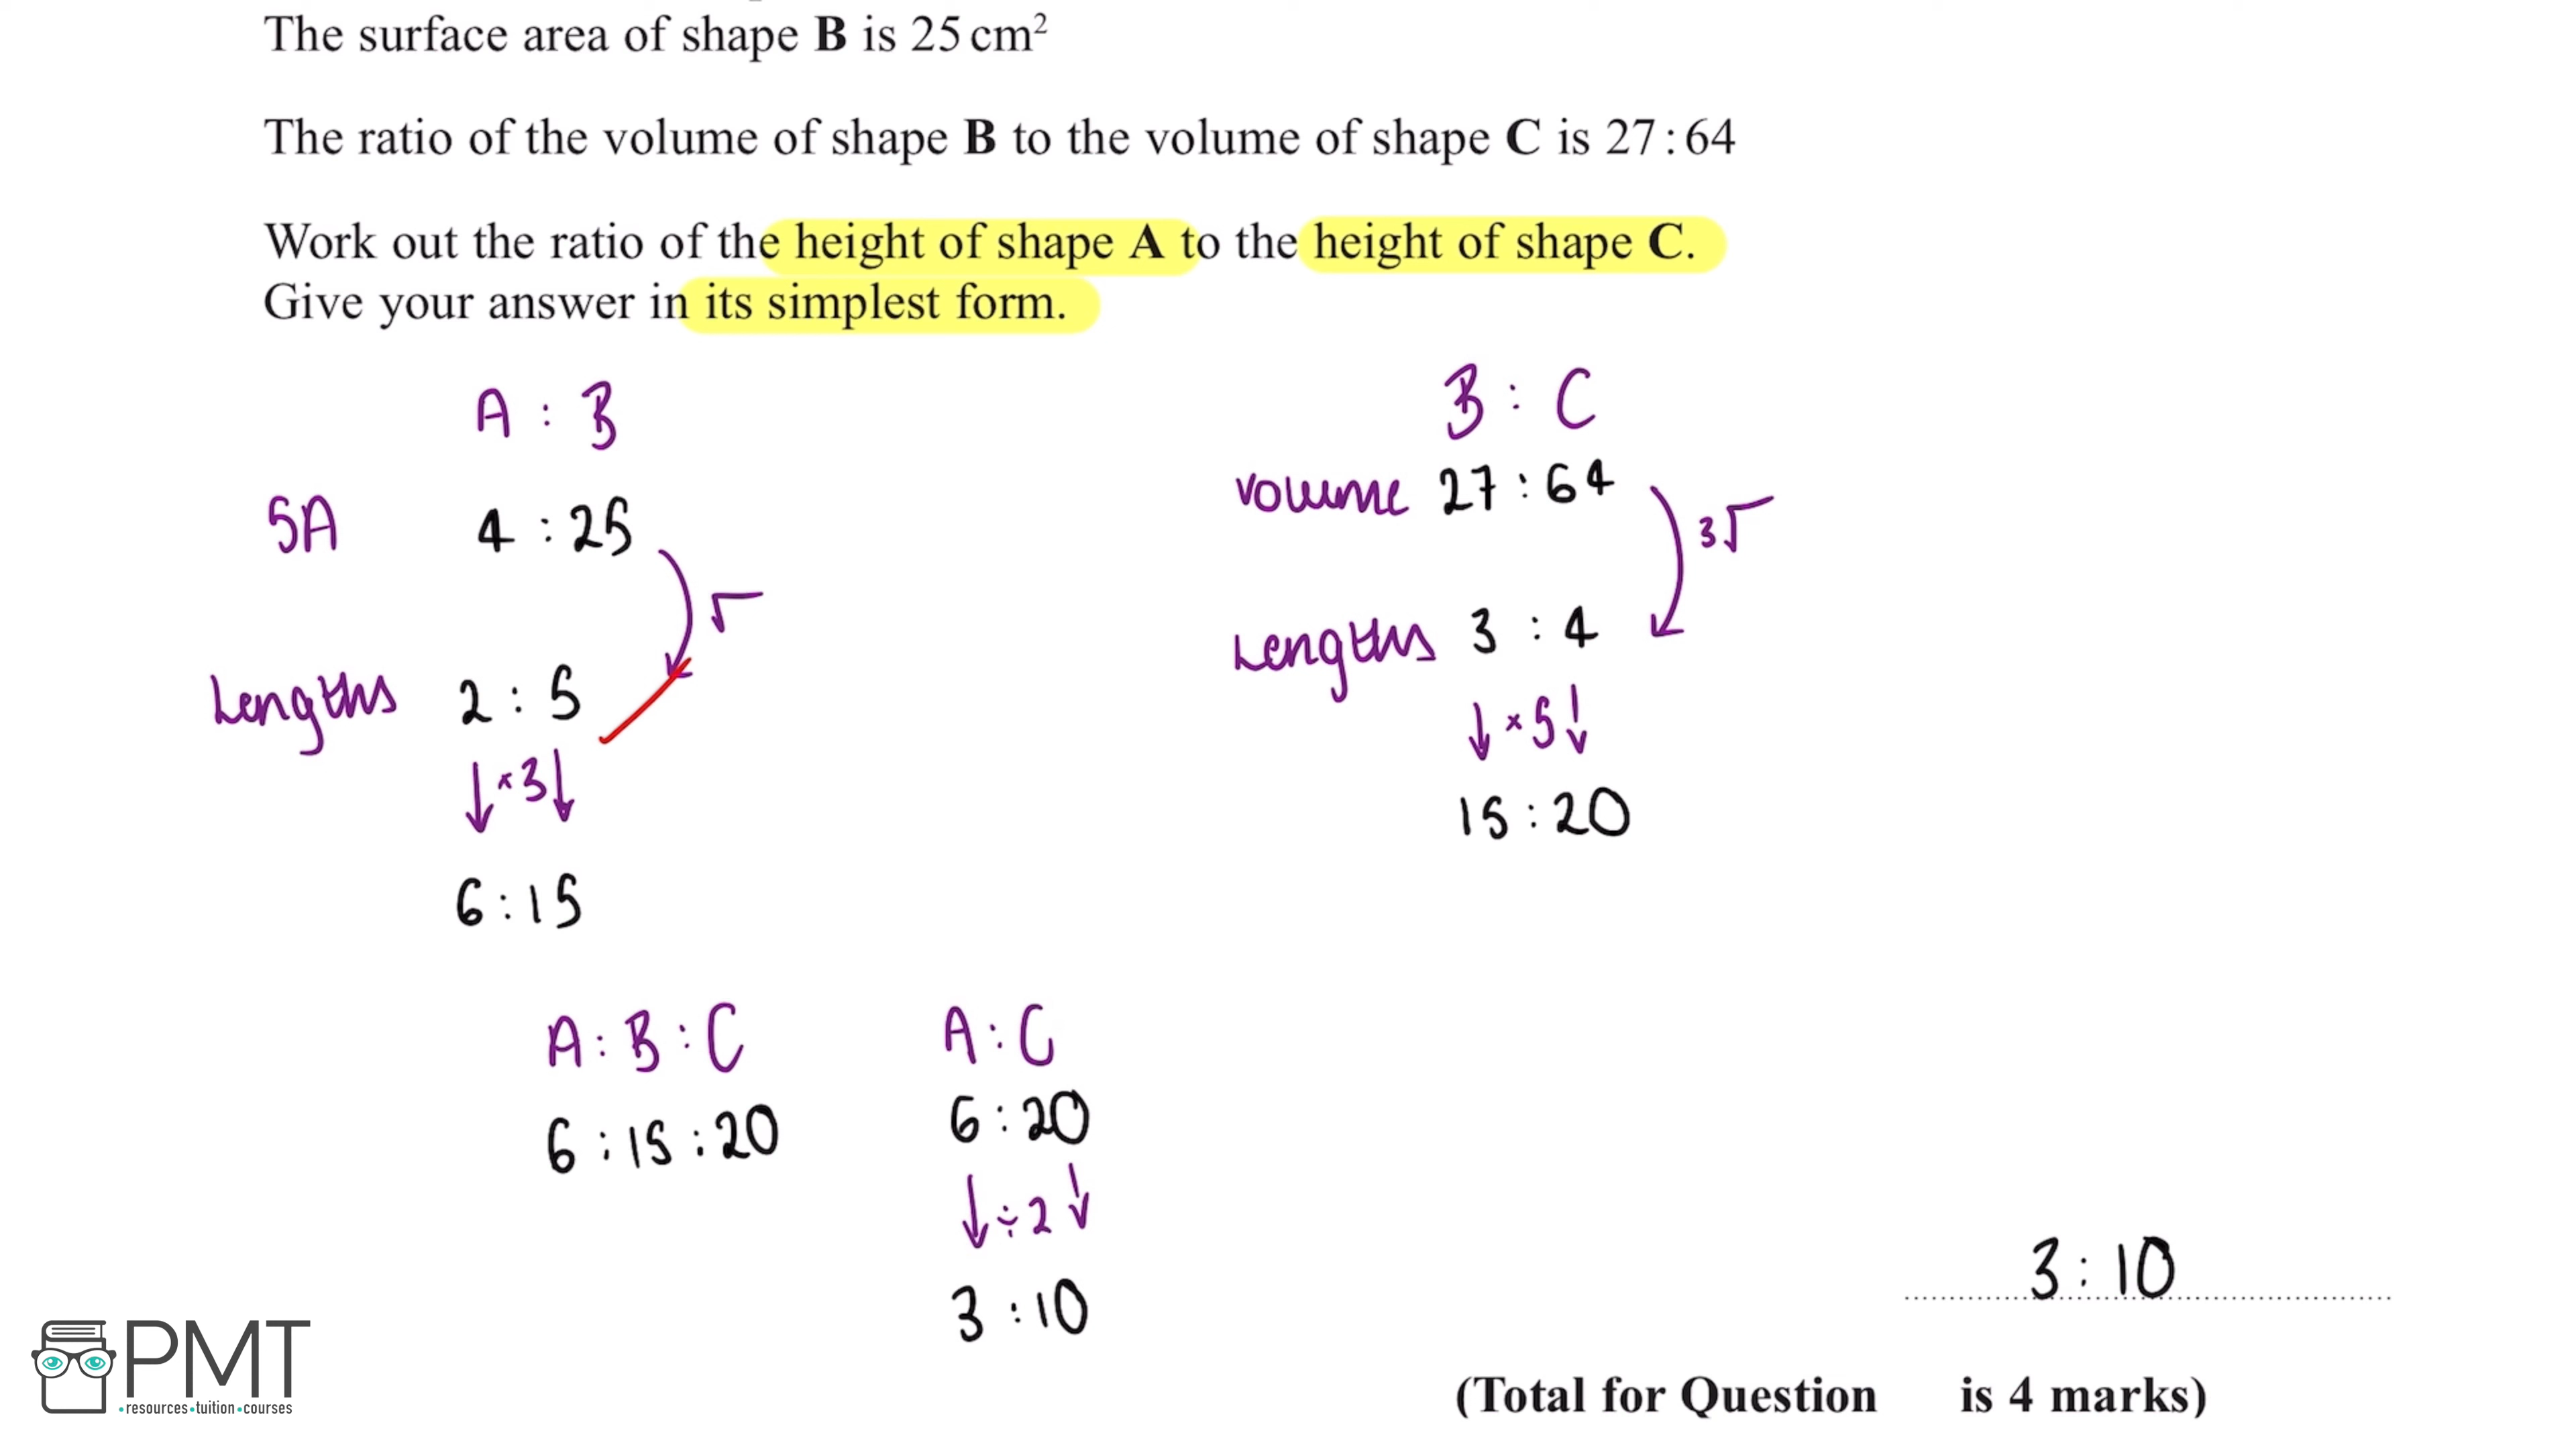 The surface area of shape B is 25 cm²
The ratio of the volume of shape B to the volume of shape C is 27 : 64
Work out the ratio of the height of shape A to the height of shape C.
Give your answer in its simplest form.
A : B
SA 4 : 25
√
Lengths 2 : 5
↓ × 3 ↓
6 : 15
B : C
volume 27 : 64
3√
Lengths 3 : 4
↓ × 5 ↓
15 : 20
A : B : C
6 : 15 : 20
A : C
6 : 20
↓ ÷ 2 ↓
3 : 10
3 : 10
(Total for Question is 4 marks)
PMT
•resources•tuition•courses